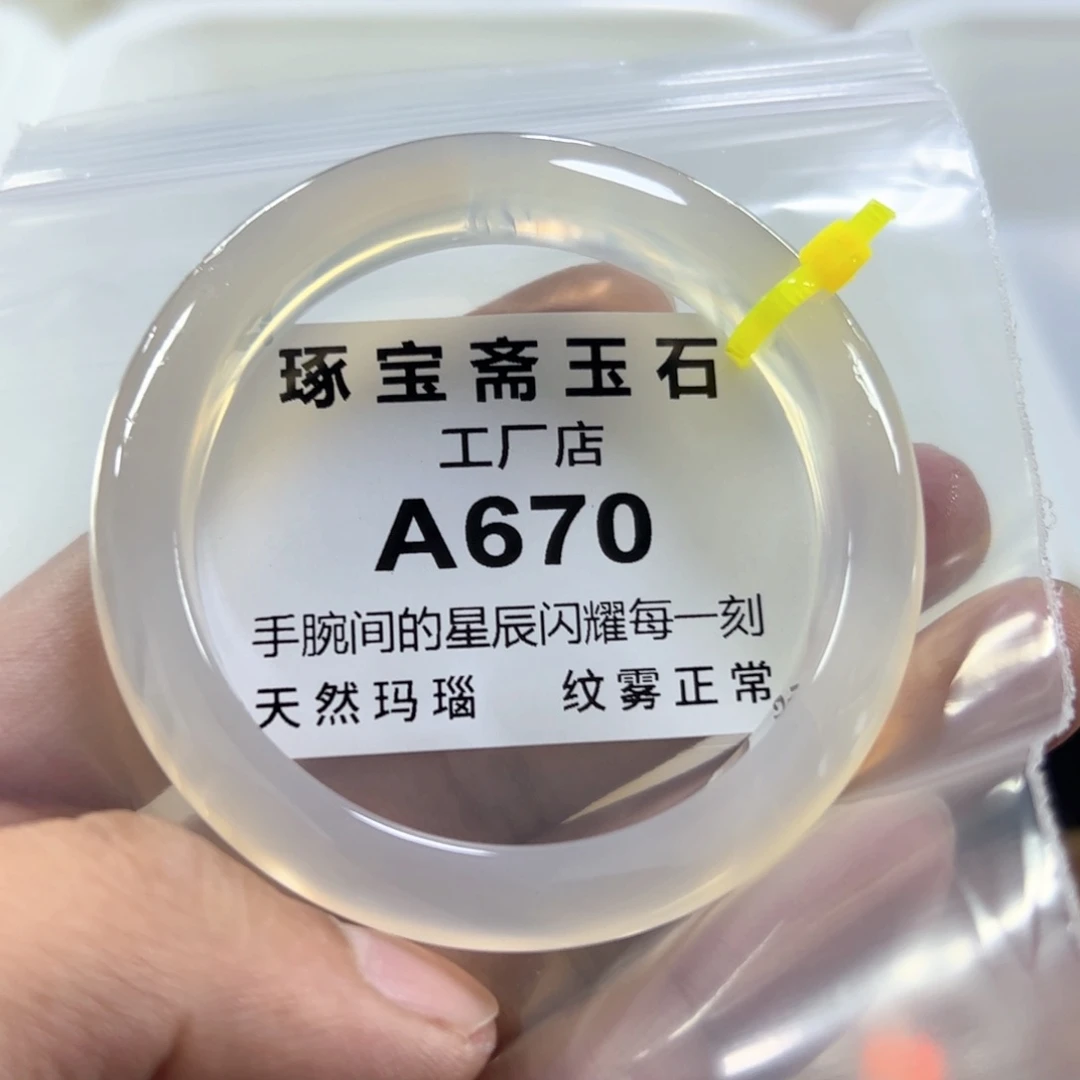 琢宝斋玉石
工厂店
A670
手腕间的星辰闪耀每一刻
天然玛瑙 纹雾正常